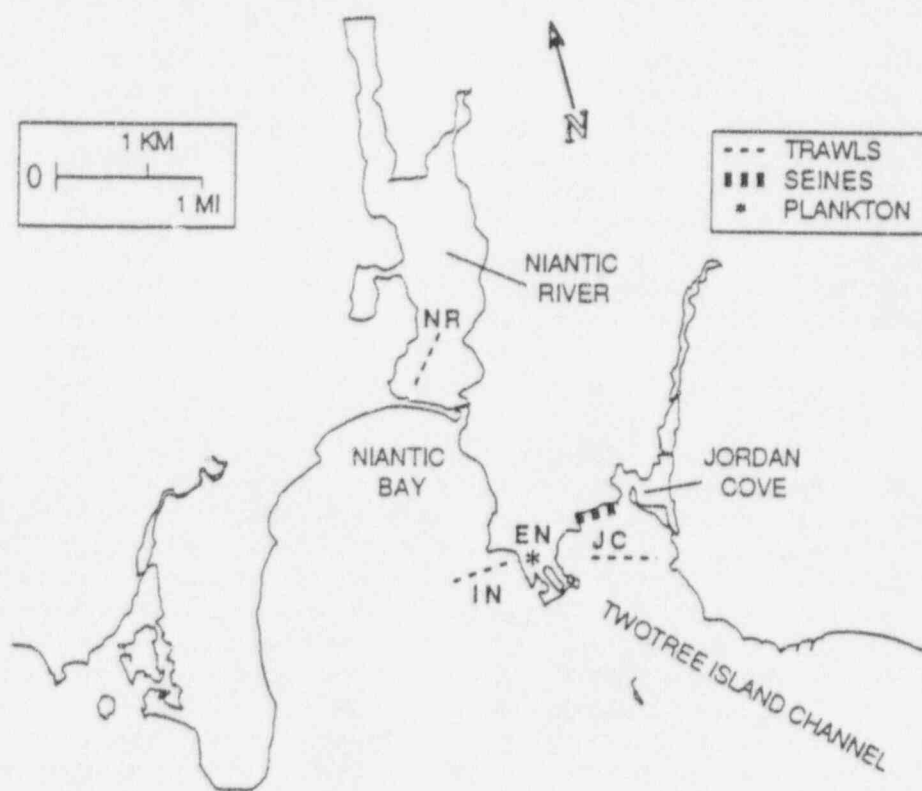 N
1 KM
0
1 MI
--- TRAWLS
SEINES
* PLANKTON
NIANTIC
RIVER
NR
NIANTIC
BAY
JORDAN
COVE
EN
*
JC
IN
TWOTREE ISLAND CHANNEL